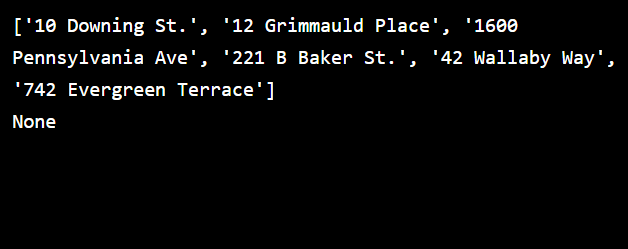 ['10 Downing St.', '12 Grimmauld Place', '1600
Pennsylvania Ave', '221 B Baker St.', '42 Wallaby Way',
'742 Evergreen Terrace']
None